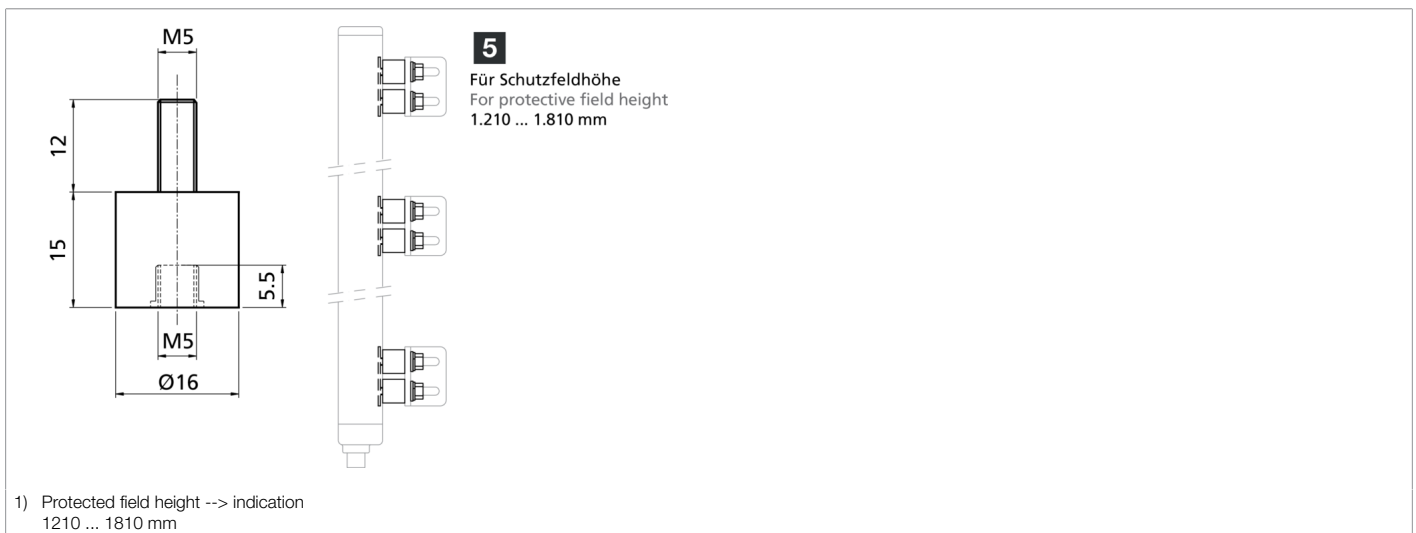 M5
12
15
5.5
M5
Ø16
5
Für Schutzfeldhöhe
For protective field height
1.210 ... 1.810 mm
1) Protected field height --> indication
1210 ... 1810 mm